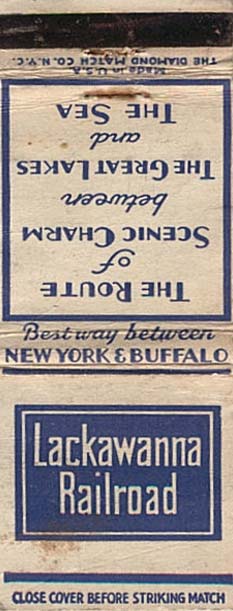 THE ROUTE
of
SCENIC CHARM
between
THE GREAT LAKES
and
THE SEA
Made in U.S.A.
THE DIAMOND MATCH CO. N.Y.C.
Best way between
NEW YORK & BUFFALO
Lackawanna
Railroad
CLOSE COVER BEFORE STRIKING MATCH